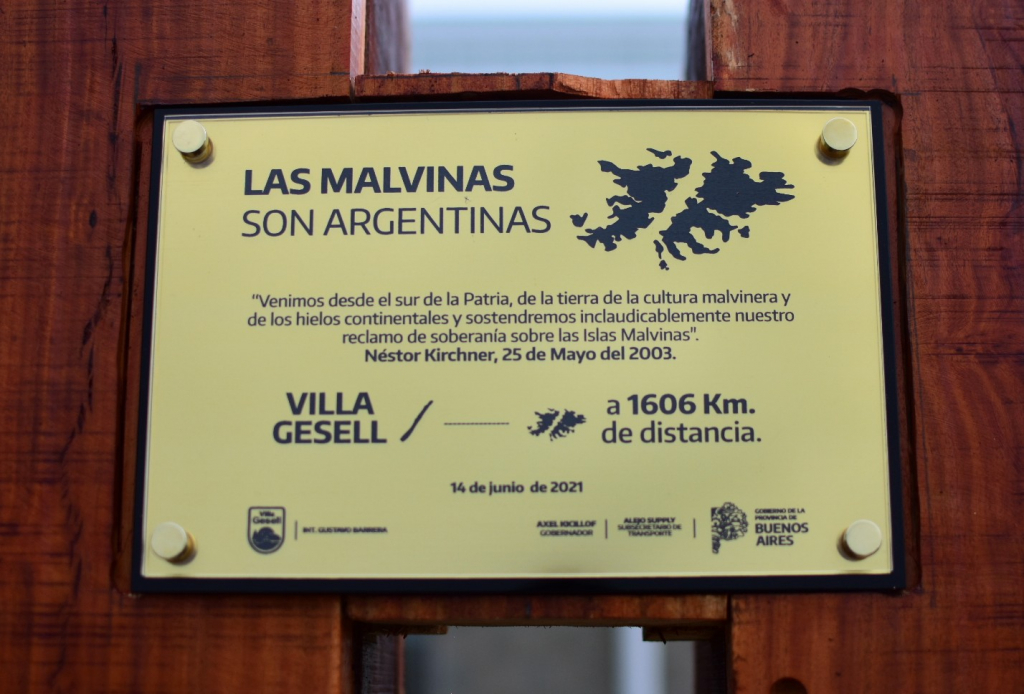 LAS MALVINAS
SON ARGENTINAS
“Venimos desde el sur de la Patria, de la tierra de la cultura malvinera y
de los hielos continentales y sostendremos inclaudicablemente nuestro
reclamo de soberanía sobre las Islas Malvinas".
Néstor Kirchner, 25 de Mayo del 2003.
VILLA
GESELL
a 1606 Km.
de distancia.
14 de junio de 2021
Villa
Gesell
INT. GUSTAVO BARRERA
AXEL KICILLOF
GOBERNADOR
ALEJO SUPPLY
SUBSECRETARIO DE
TRANSPORTE
GOBIERNO DE LA
PROVINCIA DE
BUENOS
AIRES